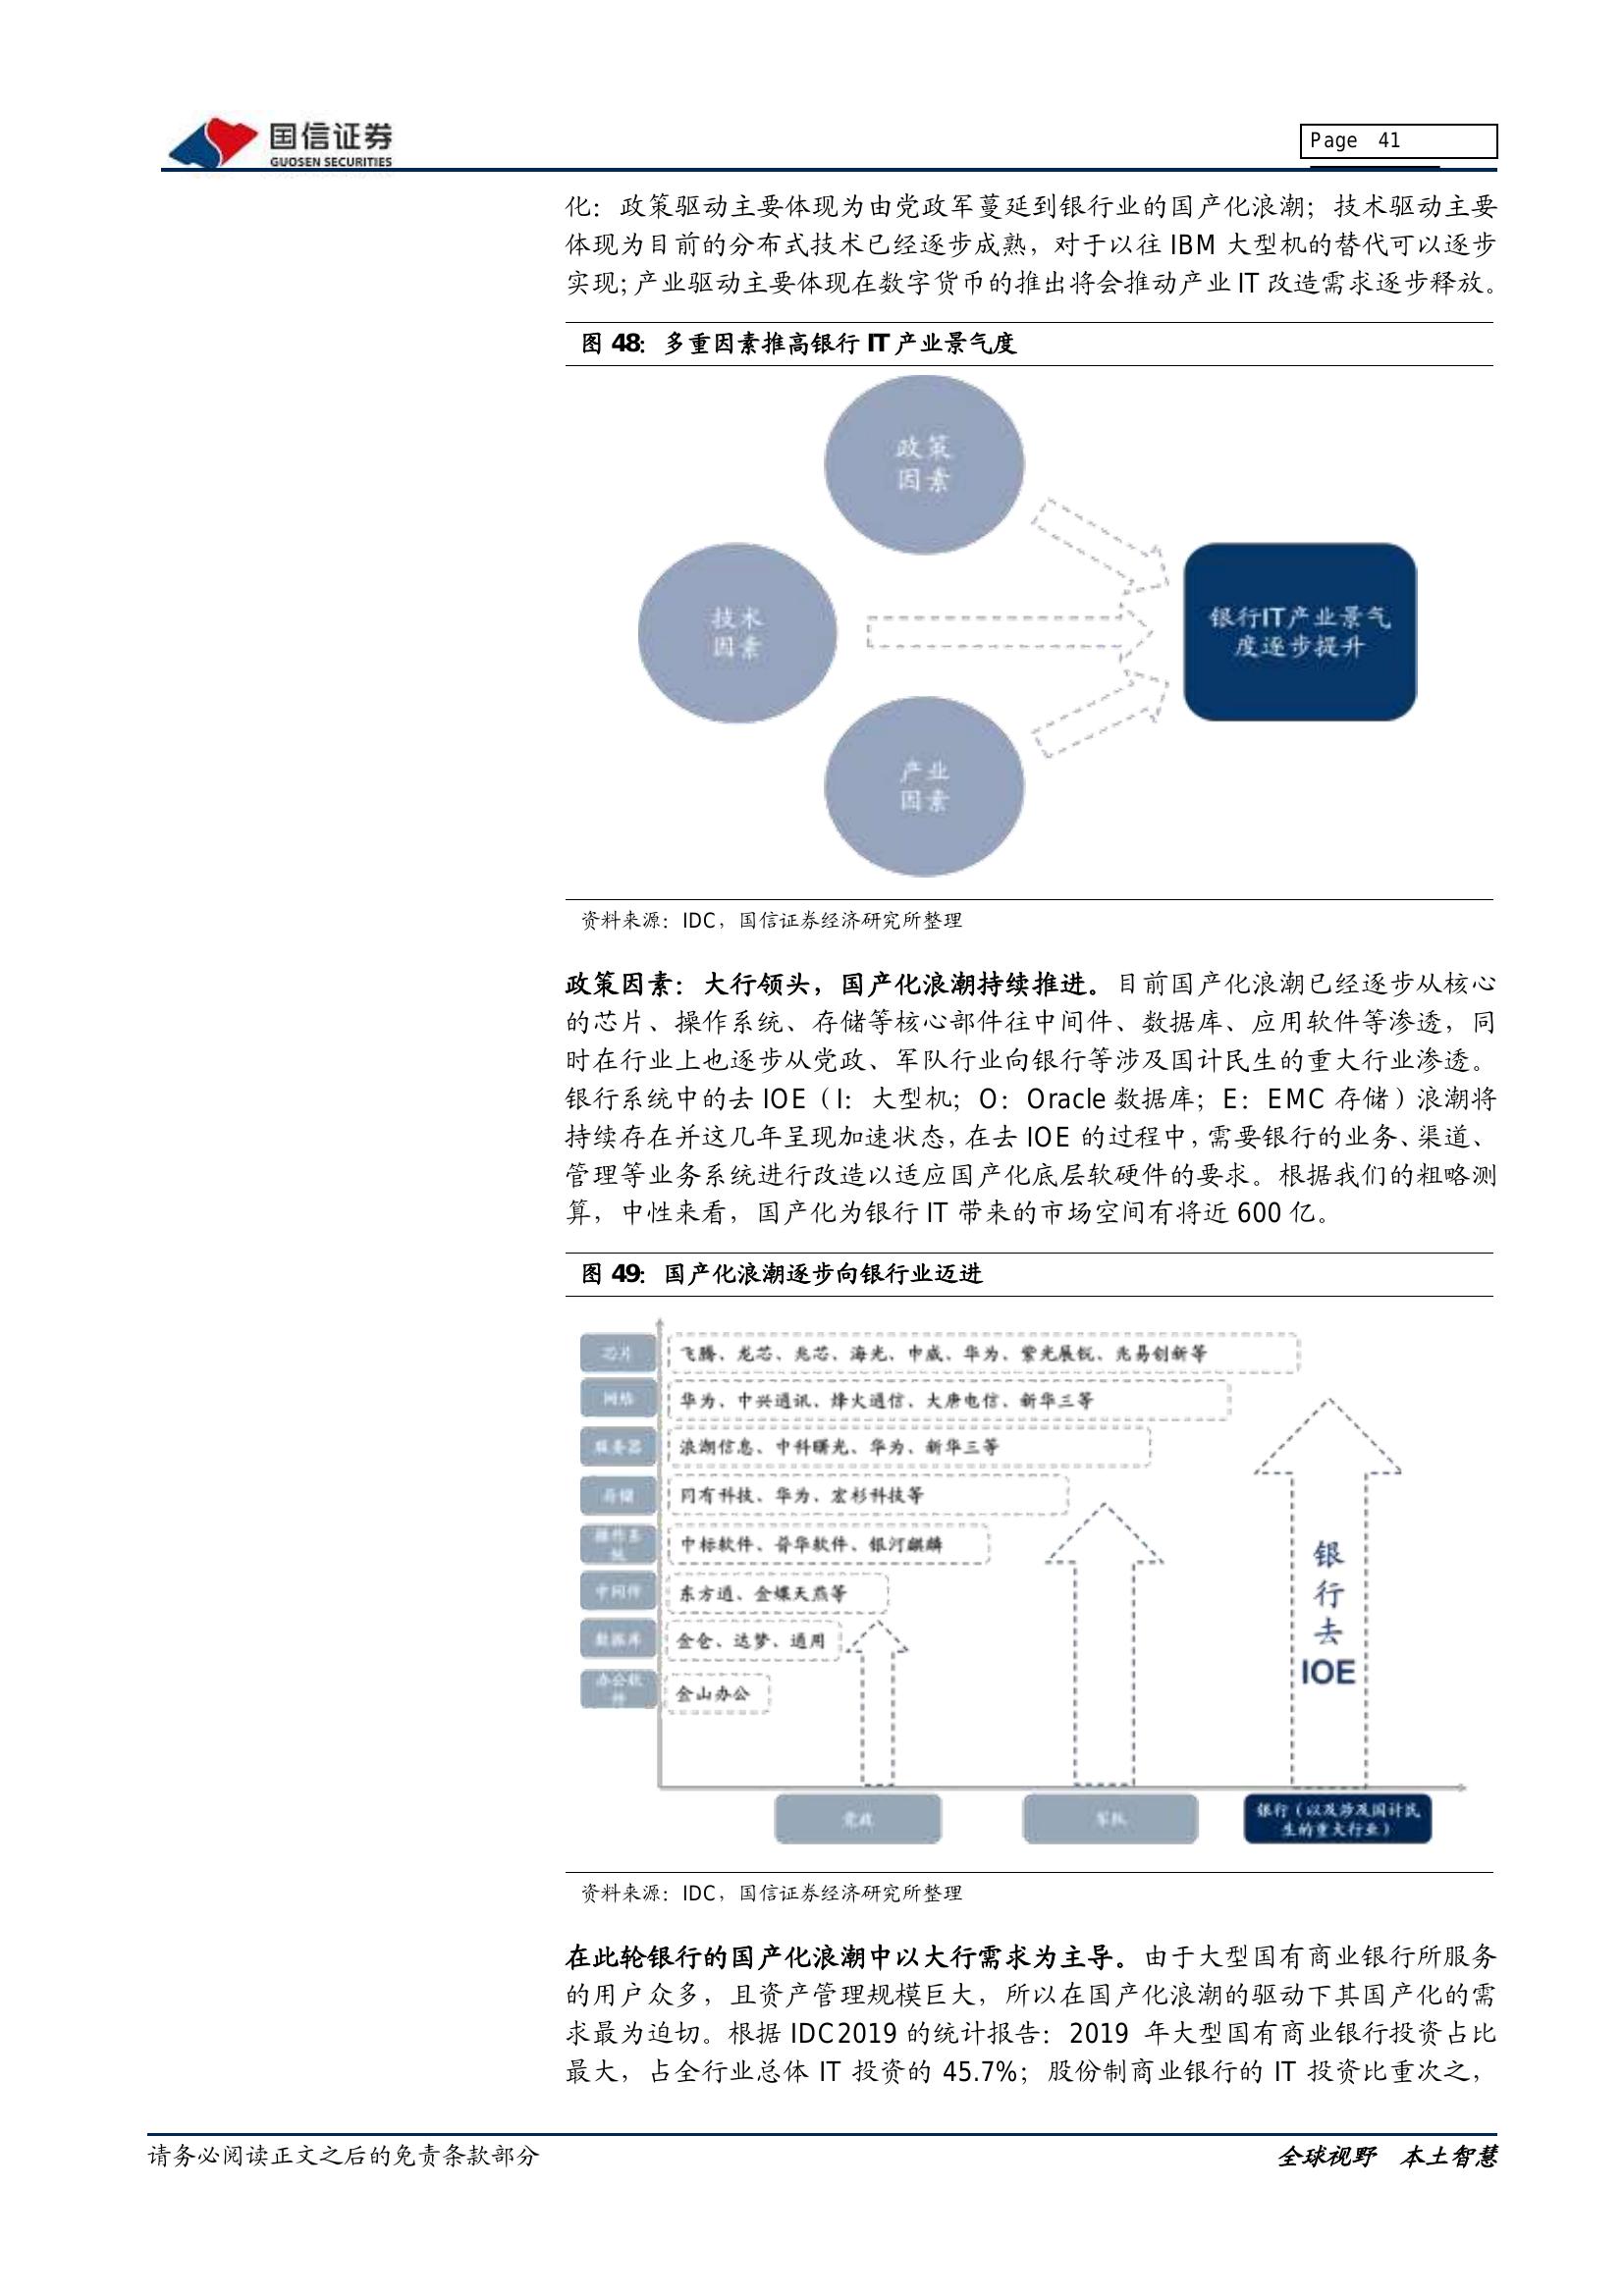 国信证券
GUOSEN SECURITIES
Page 41
化：政策驱动主要体现为由党政军蔓延到银行业的国产化浪潮；技术驱动主要
体现为目前的分布式技术已经逐步成熟，对于以往 IBM 大型机的替代可以逐步
实现；产业驱动主要体现在数字货币的推出将会推动产业 IT 改造需求逐步释放。
图 48：多重因素推高银行 IT 产业景气度
政策
因素
技术
因素
银行IT产业景气
度逐步提升
产业
因素
资料来源：IDC，国信证券经济研究所整理
政策因素：大行领头，国产化浪潮持续推进。目前国产化浪潮已经逐步从核心
的芯片、操作系统、存储等核心部件往中间件、数据库、应用软件等渗透，同
时在行业上也逐步从党政、军队行业向银行等涉及国计民生的重大行业渗透。
银行系统中的去 IOE（I：大型机；O：Oracle 数据库；E：EMC 存储）浪潮将
持续存在并这几年呈现加速状态，在去 IOE 的过程中，需要银行的业务、渠道、
管理等业务系统进行改造以适应国产化底层软硬件的要求。根据我们的粗略测
算，中性来看，国产化为银行 IT 带来的市场空间有将近 600 亿。
图 49：国产化浪潮逐步向银行业迈进
芯片
飞腾、龙芯、兆芯、海光、申威、华为、紫光展锐、兆易创新等
网络
华为、中兴通讯、烽火通信、大唐电信、新华三等
服务器
浪潮信息、中科曙光、华为、新华三等
存储
同有科技、华为、宏杉科技等
操作系
统
中标软件、普华软件、银河麒麟
中间件
东方通、金蝶天燕等
数据库
金仓、达梦、通用
办公软
件
金山办公
银
行
去
IOE
党政
军队
银行（以及涉及国计民
生的重大行业）
资料来源：IDC，国信证券经济研究所整理
在此轮银行的国产化浪潮中以大行需求为主导。由于大型国有商业银行所服务
的用户众多，且资产管理规模巨大，所以在国产化浪潮的驱动下其国产化的需
求最为迫切。根据 IDC2019 的统计报告：2019 年大型国有商业银行投资占比
最大，占全行业总体 IT 投资的 45.7%；股份制商业银行的 IT 投资比重次之，
请务必阅读正文之后的免责条款部分
全球视野 本土智慧